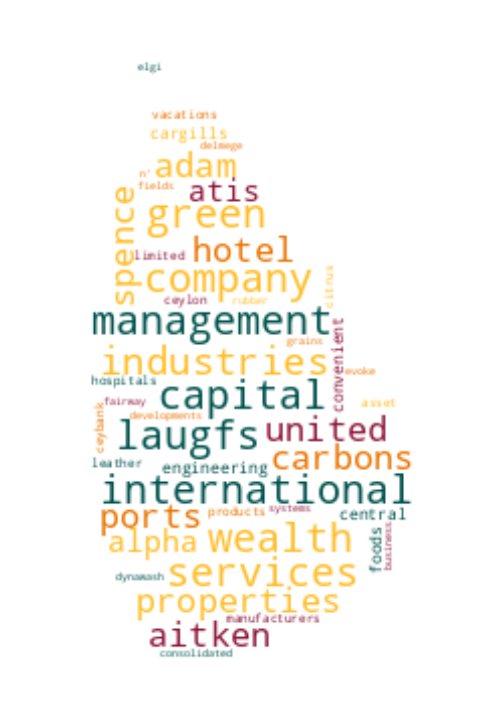 elgi
vacations
cargills
delmege
adam
n'
fields
atis
spence
green
hotel
limited
company
citrus
ceylon
rubber
management
convenient
grains
industries
evoke
hospitals
capital
fairway
asset
ceybank
developments
laugfs
united
carbons
leather
engineering
international
ports
products
systems
central
alpha
wealth
foods
business
dynawash
services
properties
manufacturers
aitken
consolidated